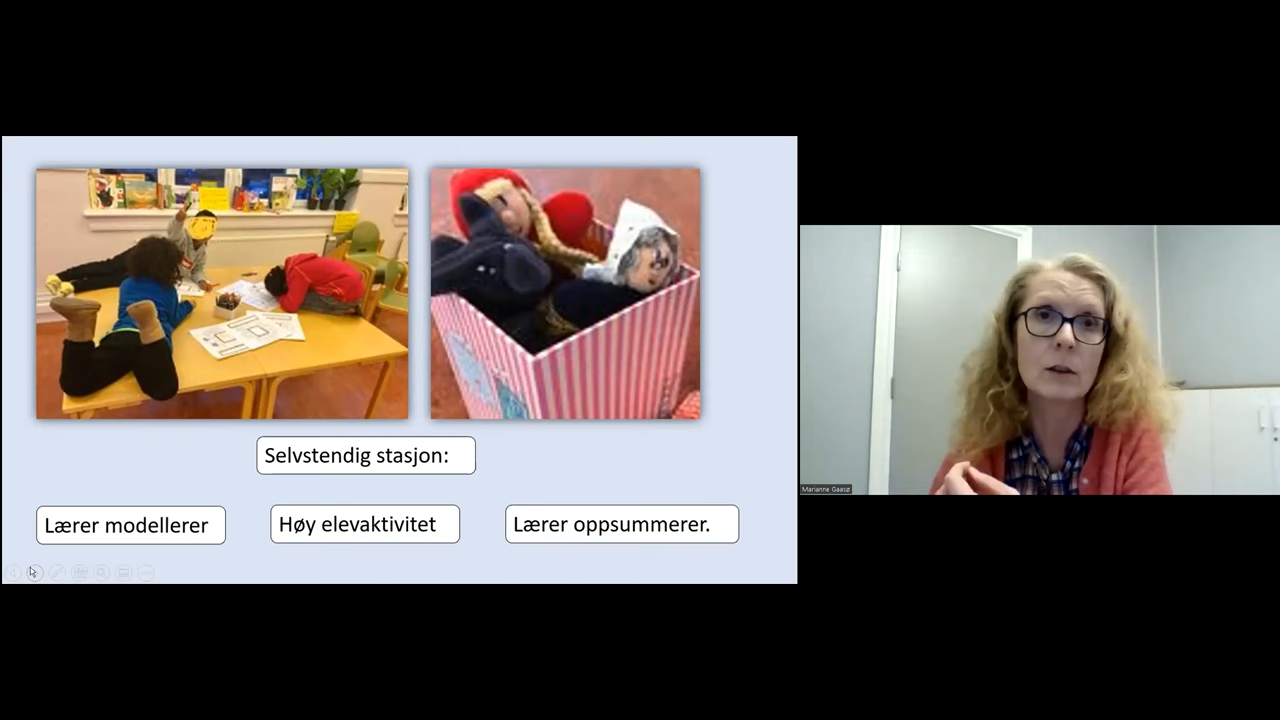 Selvstendig stasjon:
Lærer modellerer
Høy elevaktivitet
Lærer oppsummerer.
Marianne Gaasø